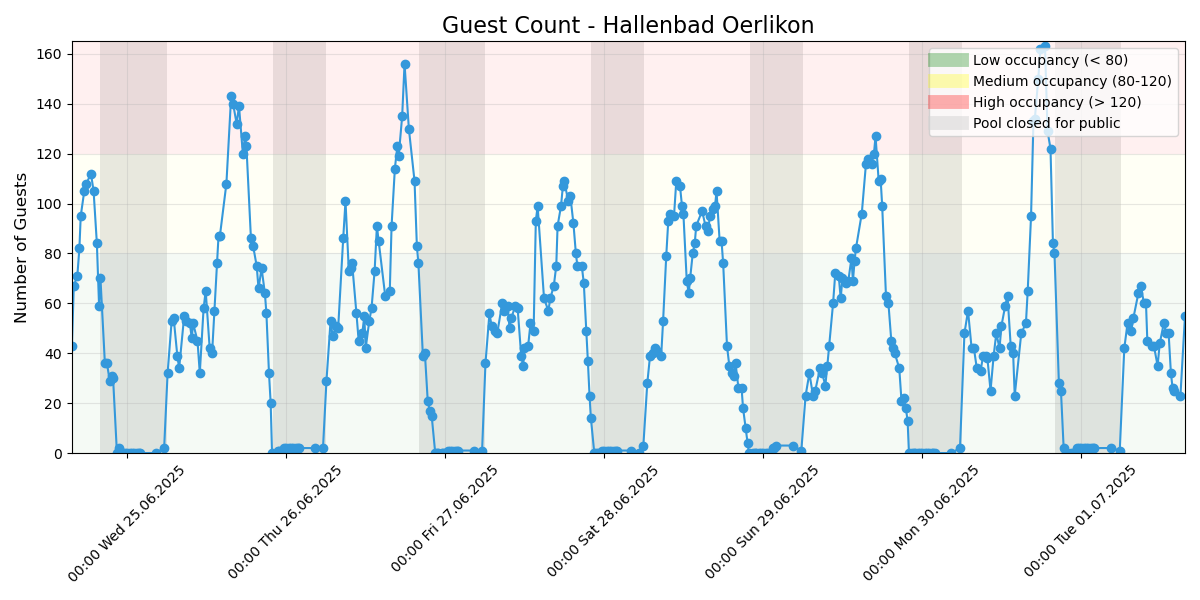 Guest Count - Hallenbad Oerlikon
Number of Guests
160
140
120
100
80
60
40
20
0
Low occupancy (< 80)
Medium occupancy (80-120)
High occupancy (> 120)
Pool closed for public
00:00 Wed 25.06.2025
00:00 Thu 26.06.2025
00:00 Fri 27.06.2025
00:00 Sat 28.06.2025
00:00 Sun 29.06.2025
00:00 Mon 30.06.2025
00:00 Tue 01.07.2025